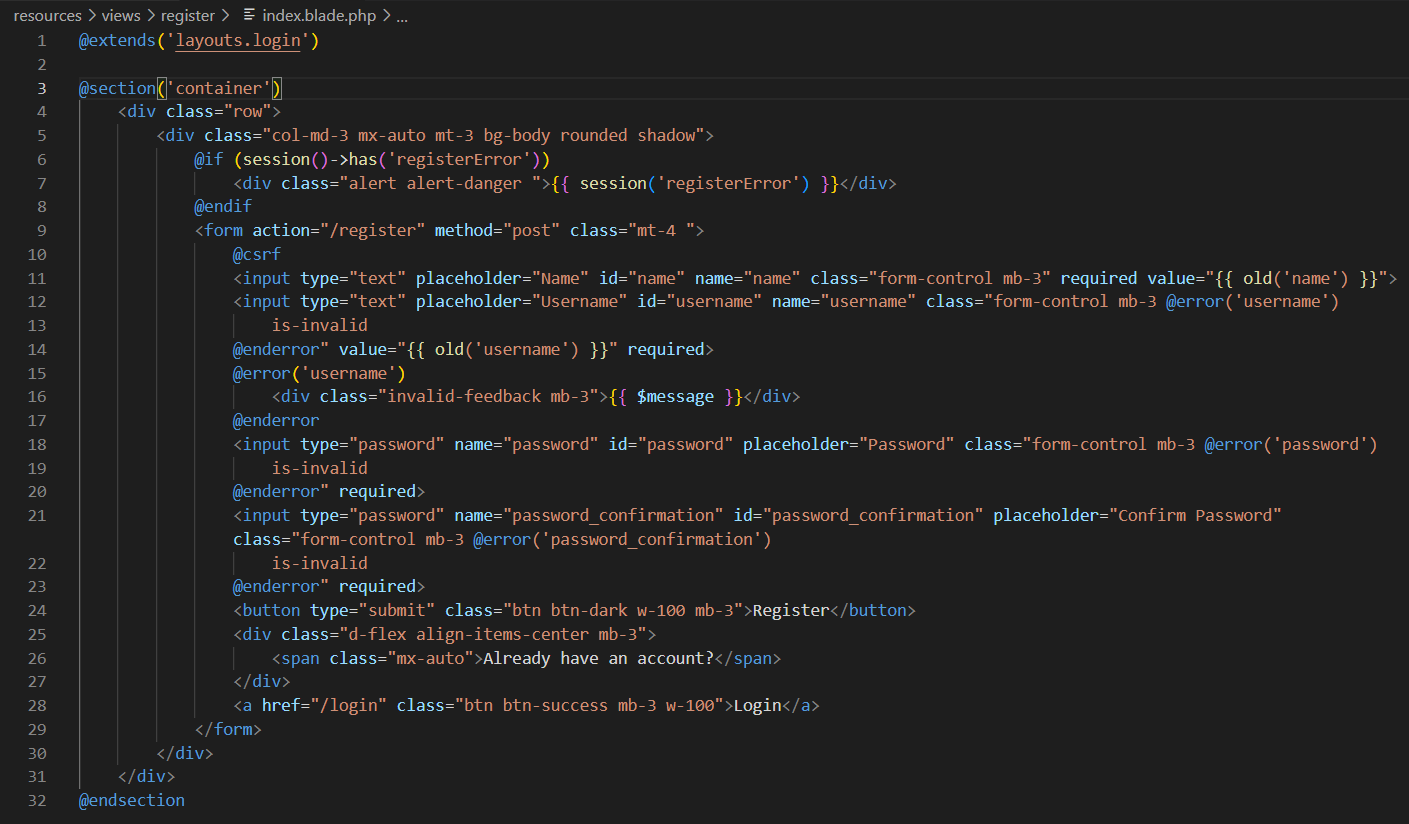 resources > views > register > index.blade.php > ...
1 @extends('layouts.login')
2
3 @section('container')
4 <div class="row">
5 <div class="col-md-3 mx-auto mt-3 bg-body rounded shadow">
6 @if (session()->has('registerError'))
7 <div class="alert alert-danger ">{{ session('registerError') }}</div>
8 @endif
9 <form action="/register" method="post" class="mt-4 ">
10 @csrf
11 <input type="text" placeholder="Name" id="name" name="name" class="form-control mb-3" required value="{{ old('name') }}">
12 <input type="text" placeholder="Username" id="username" name="username" class="form-control mb-3 @error('username')
13 is-invalid
14 @enderror" value="{{ old('username') }}" required>
15 @error('username')
16 <div class="invalid-feedback mb-3">{{ $message }}</div>
17 @enderror
18 <input type="password" name="password" id="password" placeholder="Password" class="form-control mb-3 @error('password')
19 is-invalid
20 @enderror" required>
21 <input type="password" name="password_confirmation" id="password_confirmation" placeholder="Confirm Password"
class="form-control mb-3 @error('password_confirmation')
22 is-invalid
23 @enderror" required>
24 <button type="submit" class="btn btn-dark w-100 mb-3">Register</button>
25 <div class="d-flex align-items-center mb-3">
26 <span class="mx-auto">Already have an account?</span>
27 </div>
28 <a href="/login" class="btn btn-success mb-3 w-100">Login</a>
29 </form>
30 </div>
31 </div>
32 @endsection